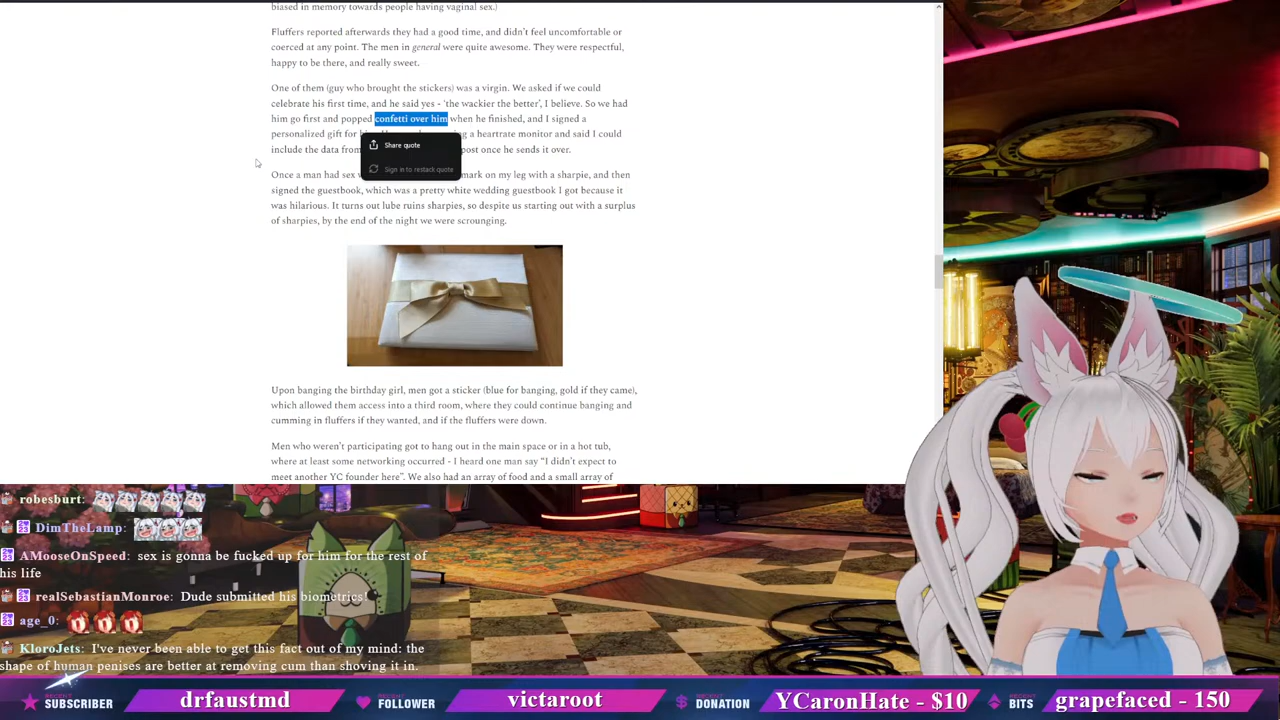 biased in memory towards people having vaginal sex.)
Fluffers reported afterwards they had a good time, and didn't feel uncomfortable or
coerced at any point. The men in general were quite awesome. They were respectful,
happy to be there, and really sweet.
One of them (guy who brought the stickers) was a virgin. We asked if we could
celebrate his first time, and he said yes - 'the wackier the better', I believe. So we had
him go first and popped confetti over him when he finished, and I signed a
personalized gift for a heartrate monitor and said I could
include the data from post once he sends it over.
Share quote
Sign in to restack quote
Once a man had sex mark on my leg with a sharpie, and then
signed the guestbook, which was a pretty white wedding guestbook I got because it
was hilarious. It turns out lube ruins sharpies, so despite us starting out with a surplus
of sharpies, by the end of the night we were scrounging.
Upon banging the birthday girl, men got a sticker (blue for banging, gold if they came),
which allowed them access into a third room, where they could continue banging and
cumming in fluffers if they wanted, and if the fluffers were down.
Men who weren't participating got to hang out in the main space or in a hot tub,
where at least some networking occurred - I heard one man say "I didn't expect to
meet another YC founder here". We also had an array of food and a small array of
robesburt:
DimTheLamp:
AMooseOnSpeed: sex is gonna be fucked up for him for the rest of
his life
realSebastianMonroe: Dude submitted his biometrics!
age_0:
KloroJets: I've never been able to get this fact out of my mind: the
shape of human penises are better at removing cum than shoving it in.
RECENT SUBSCRIBER drfaustmd
RECENT FOLLOWER victaroot
RECENT DONATION YCaronHate - $10
RECENT BITS grapefaced - 150